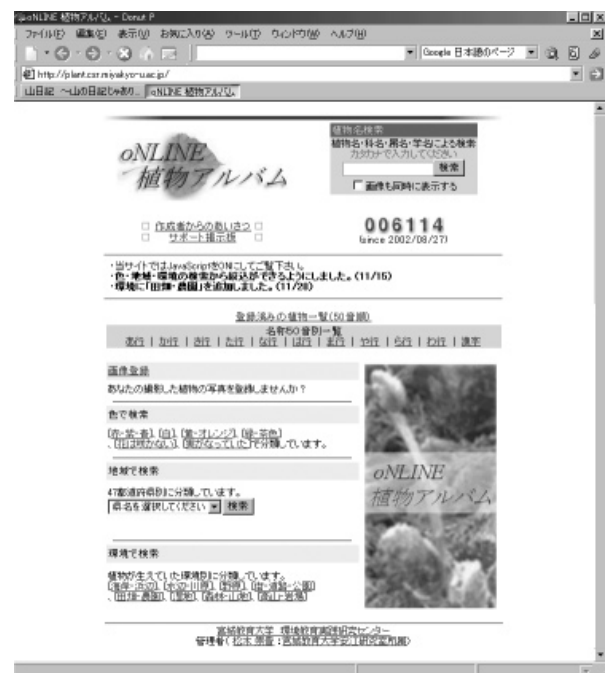 oNLINE 植物アルバム - Donut P
ファイル(F) 編集(E) 表示(V) お気に入り(A) ツール(T) ウィンドウ(W) ヘルプ(H)
Google 日本語のページ
http://plant.csr.miyakyo-u.ac.jp/
山日記 ～山の日記じゃあり... oNLINE 植物アルバム
oNLINE
植物アルバム
植物名検索
植物名・科名・属名・学名による検索
カタカナで入力してください
検索
画像も同時に表示する
□ 作成者からのあいさつ □
□ サポート掲示板 □
006114
(since 2002/08/27)
・当サイトではJavaScriptをONにしてご覧下さい。
・色・地域・環境の検索から絞込ができるようにしました。(11/15)
・環境に「田畑・農園」を追加しました。(11/20)
登録済みの植物一覧(50音順)
名称50音別一覧
あ行 | か行 | さ行 | た行 | な行 | は行 | ま行 | や行 | ら行 | わ行 | 漢字
画像登録
あなたの撮影した植物の写真を登録しませんか？
色で検索
[赤・紫・青]、[白]、[黄・オレンジ]、[緑・茶色]
、[花は咲かない]、[実がなっていた]で分類しています。
地域で検索
47都道府県別に分類しています。
県名を選択してください 検索
環境で検索
植物が生えていた環境別に分類しています。
[海岸・浜辺]、[水辺・川原]、[野原]、[街・道路・公園]
、[田畑・農園]、[湿地]、[森林・山地]、[高山・岩場]
oNLINE
植物アルバム
宮城教育大学 環境教育実践研究センター